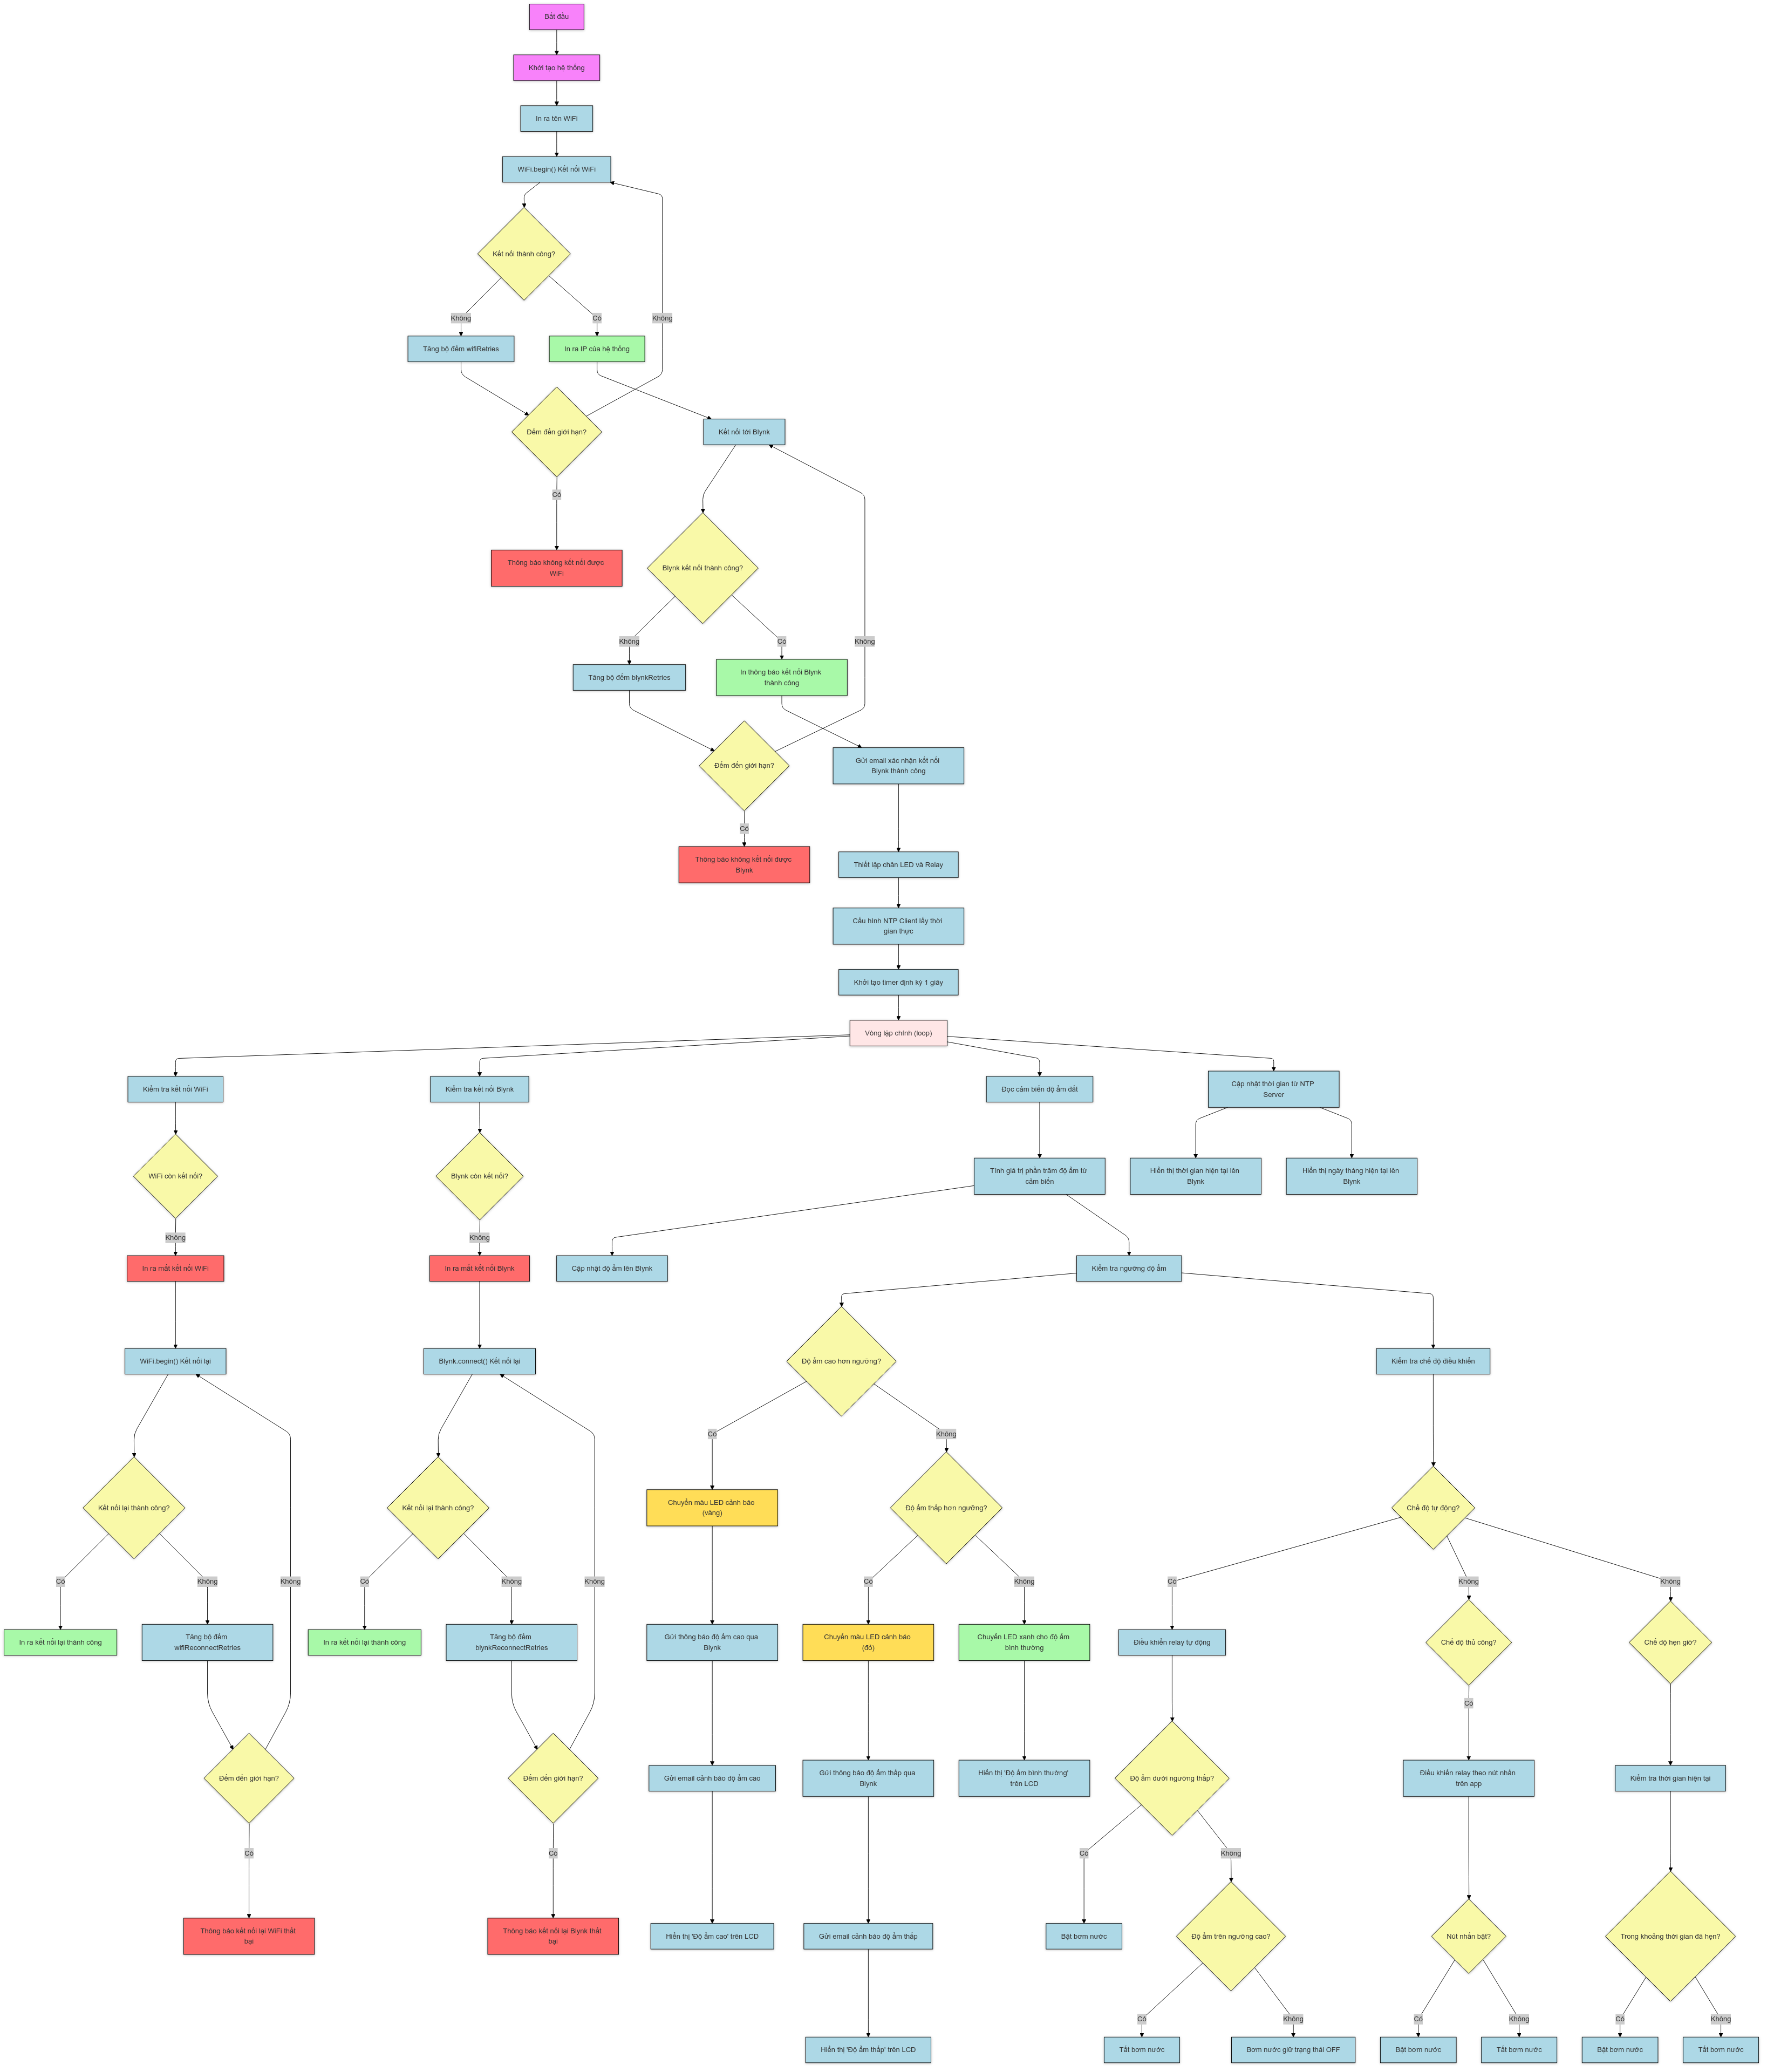 Bắt đầu
Khởi tạo hệ thống
In ra tên WiFi
WiFi.begin() Kết nối WiFi
Kết nối thành công?
Không
Có
Không
Tăng bộ đếm wifiRetries
In ra IP của hệ thống
Đếm đến giới hạn?
Kết nối tới Blynk
Có
Thông báo không kết nối được
WiFi
Blynk kết nối thành công?
Không
Có
Không
Tăng bộ đếm blynkRetries
In thông báo kết nối Blynk
thành công
Đếm đến giới hạn?
Gửi email xác nhận kết nối
Blynk thành công
Có
Thông báo không kết nối được
Blynk
Thiết lập chân LED và Relay
Cấu hình NTP Client lấy thời
gian thực
Khởi tạo timer định kỳ 1 giây
Vòng lặp chính (loop)
Kiểm tra kết nối WiFi
Kiểm tra kết nối Blynk
Đọc cảm biến độ ẩm đất
Cập nhật thời gian từ NTP
Server
WiFi còn kết nối?
Blynk còn kết nối?
Tính giá trị phần trăm độ ẩm từ
cảm biến
Hiển thị thời gian hiện tại lên
Blynk
Hiển thị ngày tháng hiện tại lên
Blynk
Không
Không
In ra mất kết nối WiFi
In ra mất kết nối Blynk
Cập nhật độ ẩm lên Blynk
Kiểm tra ngưỡng độ ẩm
WiFi.begin() Kết nối lại
Blynk.connect() Kết nối lại
Độ ẩm cao hơn ngưỡng?
Kiểm tra chế độ điều khiển
Có
Không
Kết nối lại thành công?
Kết nối lại thành công?
Chuyển màu LED cảnh báo
(vàng)
Độ ẩm thấp hơn ngưỡng?
Chế độ tự động?
Có
Không
Không
Có
Không
Không
Có
Không
Có
Không
Không
In ra kết nối lại thành công
Tăng bộ đếm
wifiReconnectRetries
In ra kết nối lại thành công
Tăng bộ đếm
blynkReconnectRetries
Gửi thông báo độ ẩm cao qua
Blynk
Chuyển màu LED cảnh báo
(đỏ)
Chuyển LED xanh cho độ ẩm
bình thường
Điều khiển relay tự động
Chế độ thủ công?
Chế độ hẹn giờ?
Có
Đếm đến giới hạn?
Đếm đến giới hạn?
Gửi email cảnh báo độ ẩm cao
Gửi thông báo độ ẩm thấp qua
Blynk
Hiển thị 'Độ ẩm bình thường'
trên LCD
Độ ẩm dưới ngưỡng thấp?
Điều khiển relay theo nút nhấn
trên app
Kiểm tra thời gian hiện tại
Có
Có
Có
Không
Thông báo kết nối lại WiFi thất
bại
Thông báo kết nối lại Blynk thất
bại
Hiển thị 'Độ ẩm cao' trên LCD
Gửi email cảnh báo độ ẩm thấp
Bật bơm nước
Độ ẩm trên ngưỡng cao?
Nút nhấn bật?
Trong khoảng thời gian đã hẹn?
Có
Không
Có
Không
Có
Không
Hiển thị 'Độ ẩm thấp' trên LCD
Tắt bơm nước
Bơm nước giữ trạng thái OFF
Bật bơm nước
Tắt bơm nước
Bật bơm nước
Tắt bơm nước